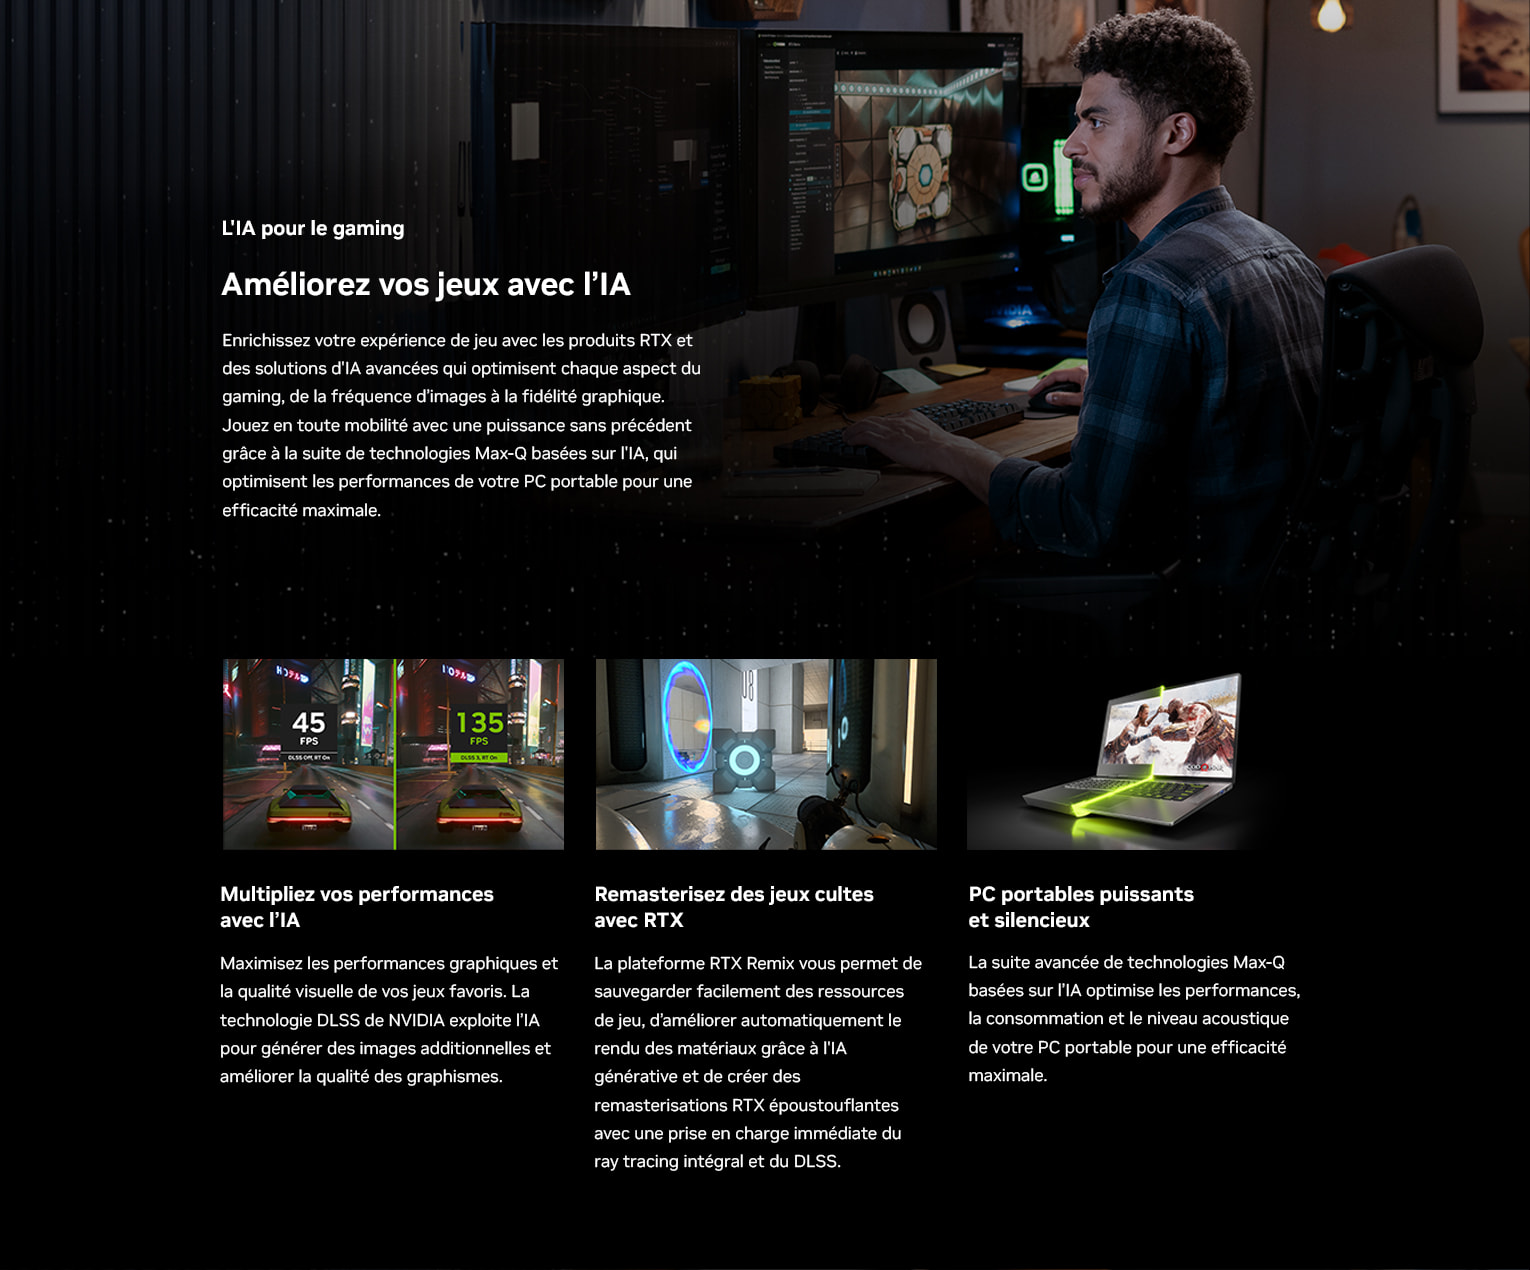 L'IA pour le gaming
Améliorez vos jeux avec l’IA
Enrichissez votre expérience de jeu avec les produits RTX et
des solutions d'IA avancées qui optimisent chaque aspect du
gaming, de la fréquence d'images à la fidélité graphique.
Jouez en toute mobilité avec une puissance sans précédent
grâce à la suite de technologies Max-Q basées sur l'IA, qui
optimisent les performances de votre PC portable pour une
efficacité maximale.
HOTEL
HOTEL
45
FPS
DLSS Off, RT On
135
FPS
DLSS 3, RT On
Multipliez vos performances
avec l’IA
Maximisez les performances graphiques et
la qualité visuelle de vos jeux favoris. La
technologie DLSS de NVIDIA exploite l’IA
pour générer des images additionnelles et
améliorer la qualité des graphismes.
Remasterisez des jeux cultes
avec RTX
La plateforme RTX Remix vous permet de
sauvegarder facilement des ressources
de jeu, d’améliorer automatiquement le
rendu des matériaux grâce à l'IA
générative et de créer des
remasterisations RTX époustouflantes
avec une prise en charge immédiate du
ray tracing intégral et du DLSS.
PC portables puissants
et silencieux
La suite avancée de technologies Max-Q
basées sur l’IA optimise les performances,
la consommation et le niveau acoustique
de votre PC portable pour une efficacité
maximale.